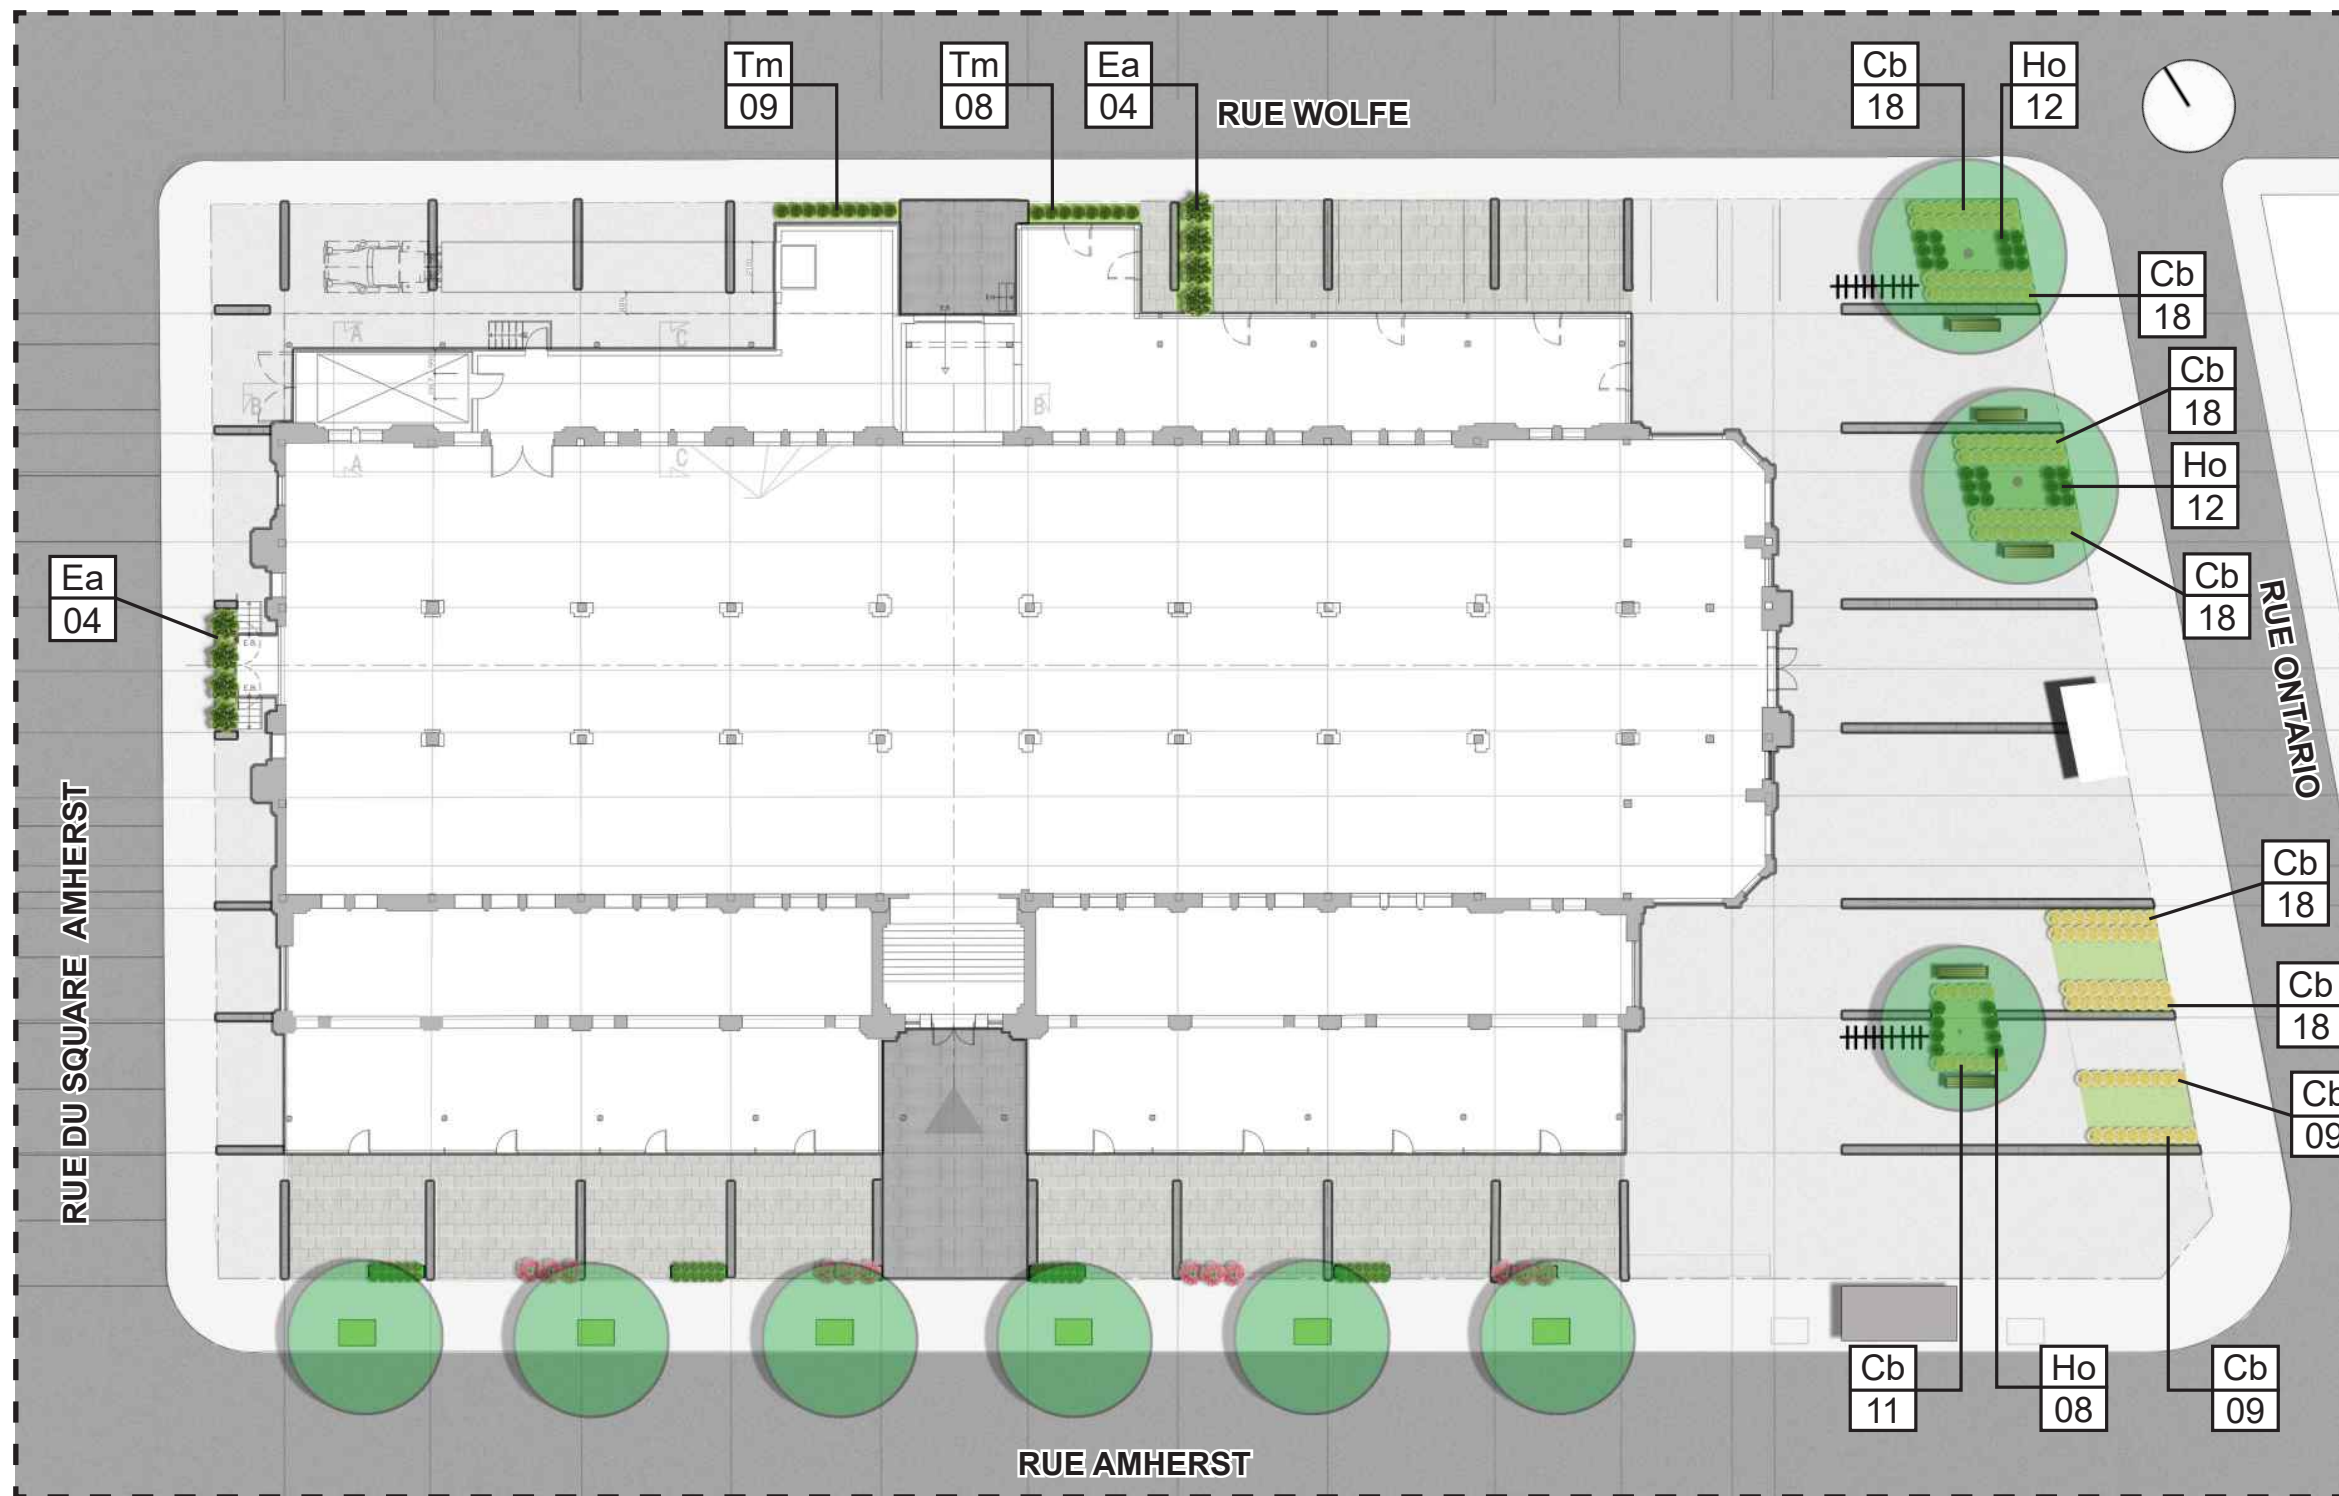 Tm
09
Tm
08
Ea
04
RUE WOLFE
Cb
18
Ho
12
Cb
18
Cb
18
Ho
12
Cb
18
A
C
B
B
A
C
Ea
04
E.B.
E.B.
RUE ONTARIO
RUE DU SQUARE AMHERST
Cb
18
Cb
18
Cb
09
Cb
11
Ho
08
Cb
09
RUE AMHERST